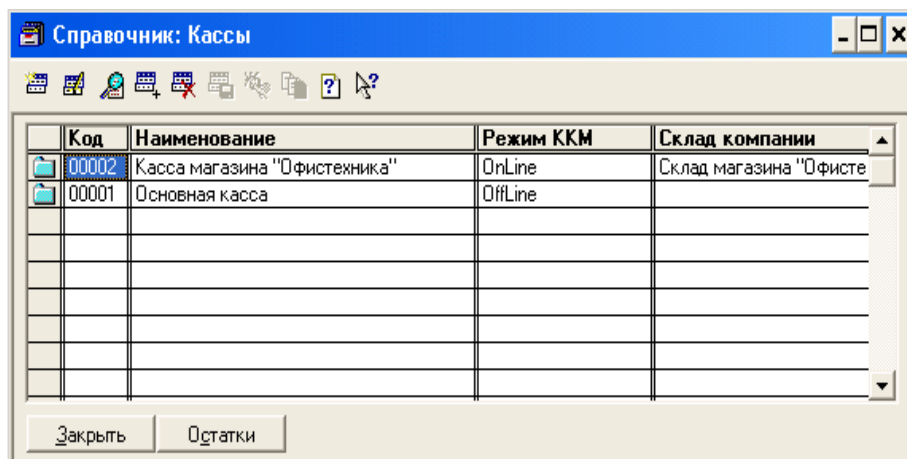 Справочник: Кассы
Код Наименование Режим ККМ Склад компании
00002 Касса магазина "Офистехника" OnLine Склад магазина "Офисте
00001 Основная касса OffLine
Закрыть Остатки